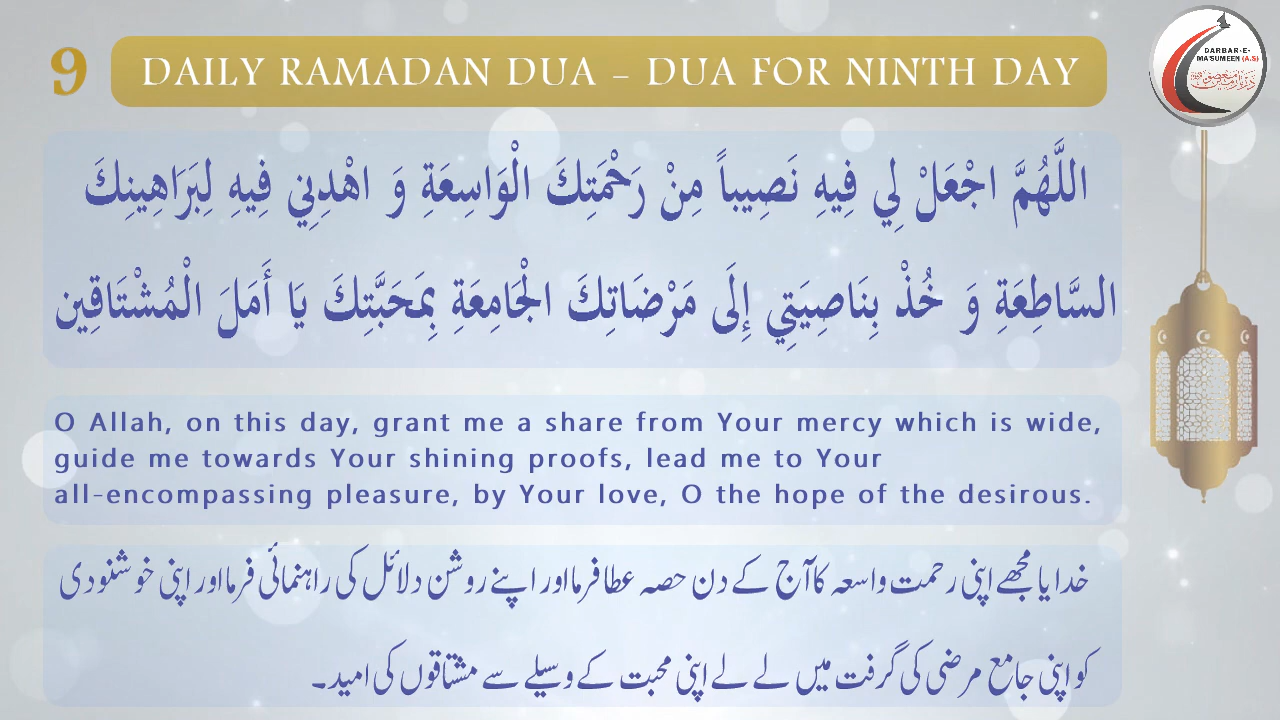 9
DAILY RAMADAN DUA – DUA FOR NINTH DAY
DARBAR-E-
MA'SUMEEN (A.S)
اللَّهُمَّ اجْعَلْ لِي فِيهِ نَصِيباً مِنْ رَحْمَتِكَ الْوَاسِعَةِ وَ اهْدِنِي فِيهِ لِبَرَاهِينِكَ
السَّاطِعَةِ وَ خُذْ بِنَاصِيَتِي إِلَى مَرْضَاتِكَ الْجَامِعَةِ بِمَحَبَّتِكَ يَا أَمَلَ الْمُشْتَاقِين
O Allah, on this day, grant me a share from Your mercy which is wide,
guide me towards Your shining proofs, lead me to Your
all-encompassing pleasure, by Your love, O the hope of the desirous.
خدایا مجھے اپنی رحمت واسعہ کا آج کے دن حصہ عطا فرما اور اپنے روشن دلائل کی راہنمائی فرما اور اپنی خوشنودی
کو اپنی جامع مرضی کی گرفت میں لے لے اپنی محبت کے وسیلے سے مشتاقوں کی امید۔